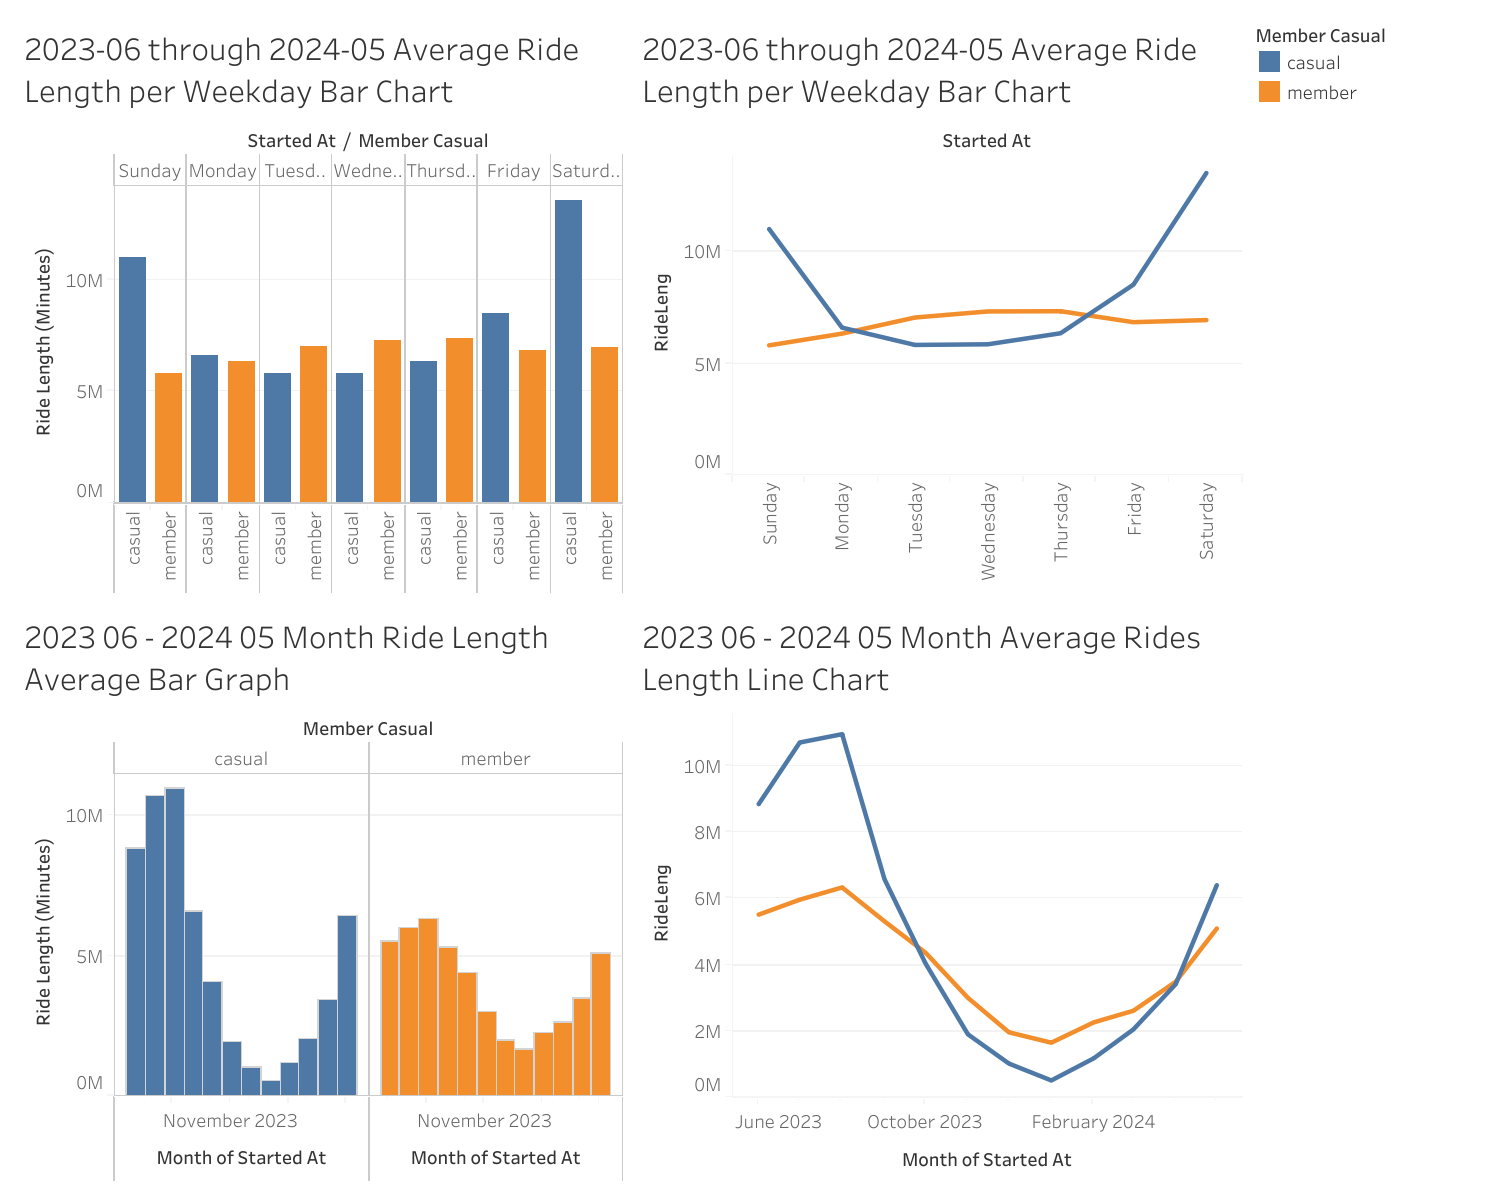 2023-06 through 2024-05 Average Ride
Length per Weekday Bar Chart
Started At / Member Casual
Sunday Monday Tuesd.. Wedne.. Thursd.. Friday Saturd..
Ride Length (Minutes)
10M
5M
0M
casual member casual member casual member casual member casual member casual member casual member
2023-06 through 2024-05 Average Ride
Length per Weekday Bar Chart
Started At
RideLeng
10M
5M
0M
Sunday Monday Tuesday Wednesday Thursday Friday Saturday
Member Casual
casual
member
2023 06 - 2024 05 Month Ride Length
Average Bar Graph
Member Casual
casual member
Ride Length (Minutes)
10M
5M
0M
November 2023 November 2023
Month of Started At Month of Started At
2023 06 - 2024 05 Month Average Rides
Length Line Chart
RideLeng
10M
8M
6M
4M
2M
0M
June 2023 October 2023 February 2024
Month of Started At